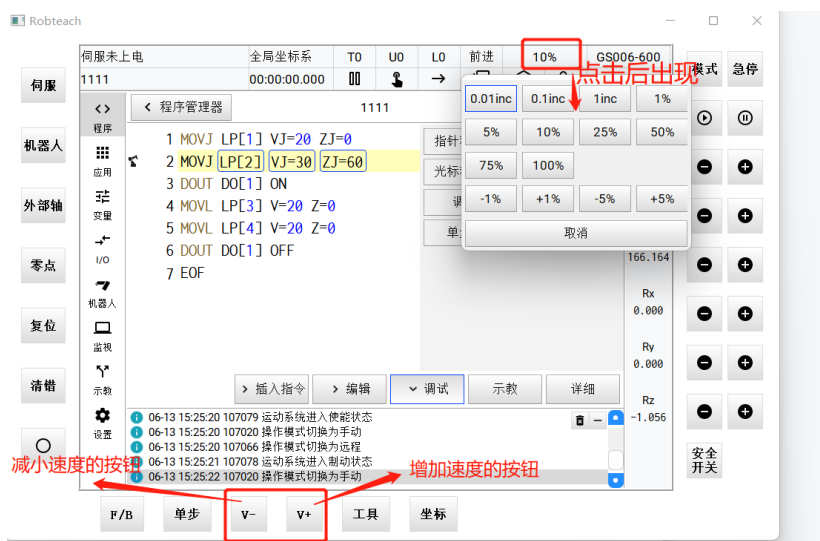 Robteach
伺服未上电 全局坐标系 T0 U0 L0 前进 10% GS006-600
1111 00:00:00.000
点击后出现
模式 急停
伺服
机器人
外部轴
零点
复位
清错
程序
应用
变量
I/O
机器人
监视
示教
设置
程序管理器 1111
1 MOVJ LP[1] VJ=20 ZJ=0
2 MOVJ LP[2] VJ=30 ZJ=60
3 DOUT DO[1] ON
4 MOVL LP[3] V=20 Z=0
5 MOVL LP[4] V=20 Z=0
6 DOUT DO[1] OFF
7 EOF
指针
光标
调
单
0.01inc 0.1inc 1inc 1%
5% 10% 25% 50%
75% 100%
-1% +1% -5% +5%
取消
166.164
Rx
0.000
Ry
0.000
Rz
-1.056
插入指令 编辑 调试 示教 详细
06-13 15:25:20 107079 运动系统进入使能状态
06-13 15:25:20 107020 操作模式切换为手动
06-13 15:25:20 107066 操作模式切换为远程
06-13 15:25:21 107078 运动系统进入制动状态
06-13 15:25:22 107020 操作模式切换为手动
减小速度的按钮
增加速度的按钮
安全
开关
F/B 单步 V- V+ 工具 坐标